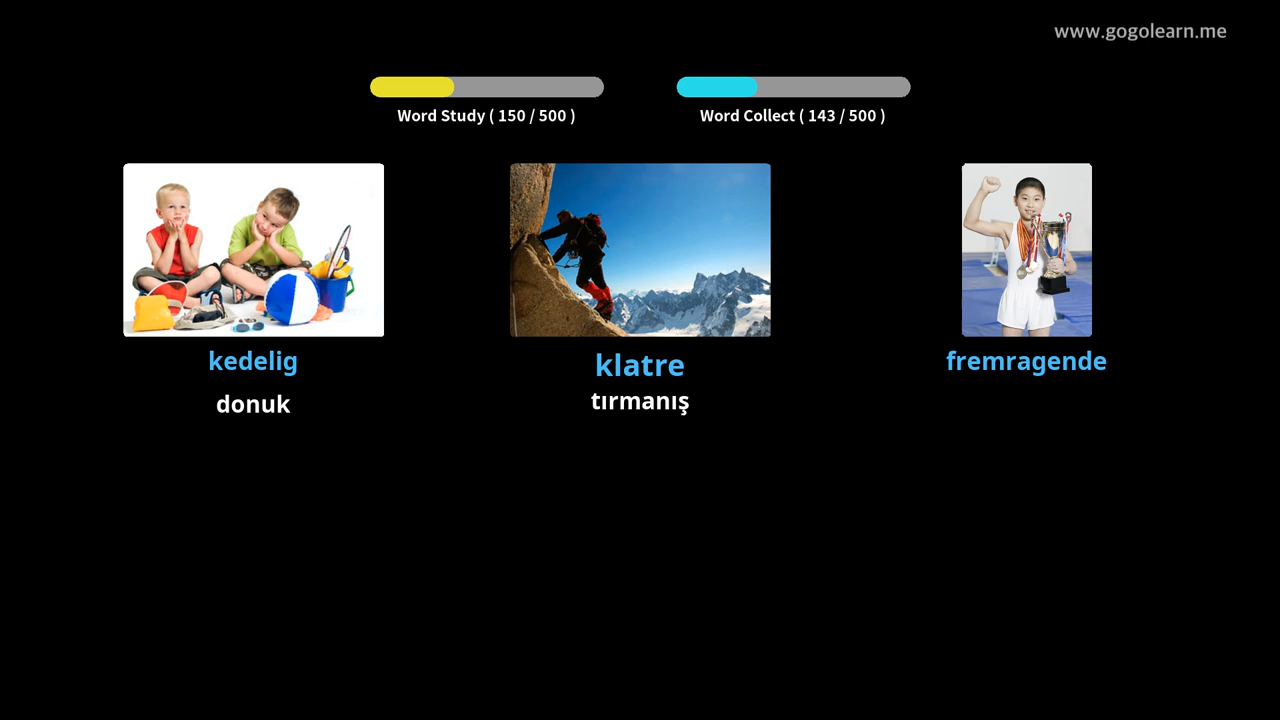 www.gogolearn.me
Word Study ( 150 / 500 )
Word Collect ( 143 / 500 )
kedelig
klatre
fremragende
donuk
tırmanış